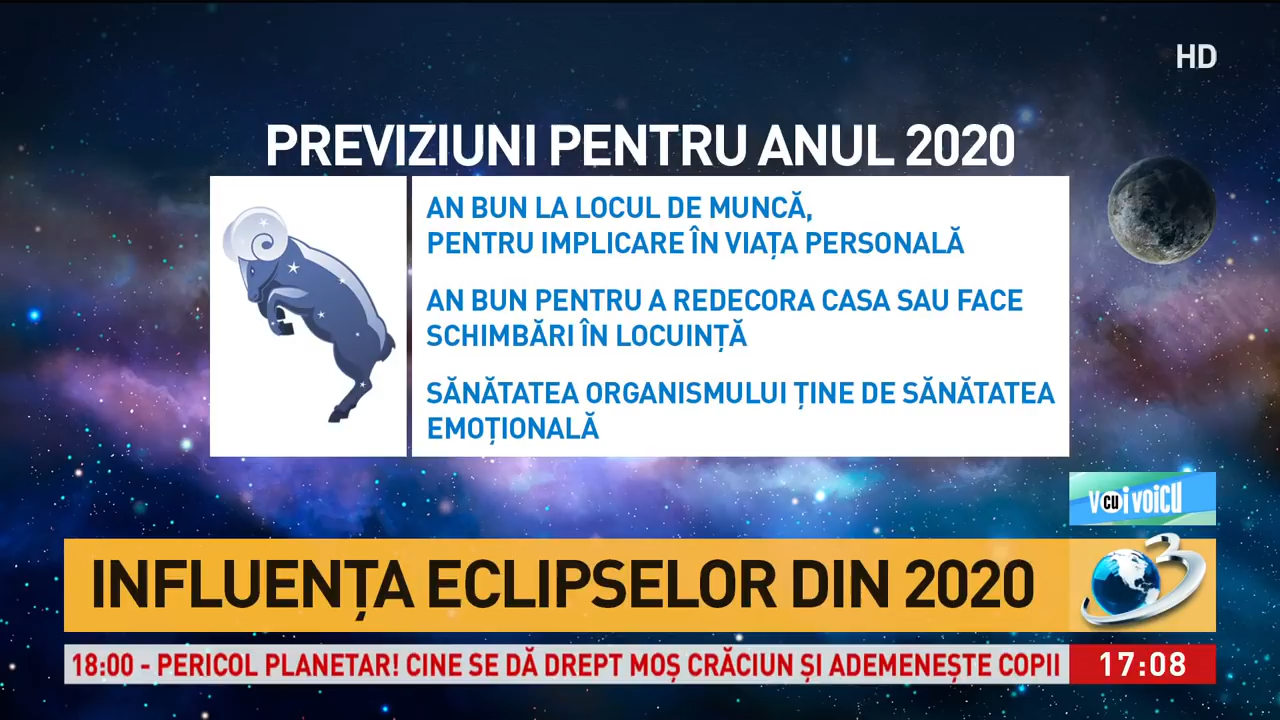 HD
PREVIZIUNI PENTRU ANUL 2020
AN BUN LA LOCUL DE MUNCĂ,
PENTRU IMPLICARE ÎN VIAȚA PERSONALĂ
AN BUN PENTRU A REDECORA CASA SAU FACE
SCHIMBĂRI ÎN LOCUINȚĂ
SĂNĂTATEA ORGANISMULUI ȚINE DE SĂNĂTATEA
EMOȚIONALĂ
V cu i voicu
INFLUENȚA ECLIPSELOR DIN 2020
3
18:00 - PERICOL PLANETAR! CINE SE DĂ DREPT MOȘ CRĂCIUN ȘI ADEMENEȘTE COPII
17:08